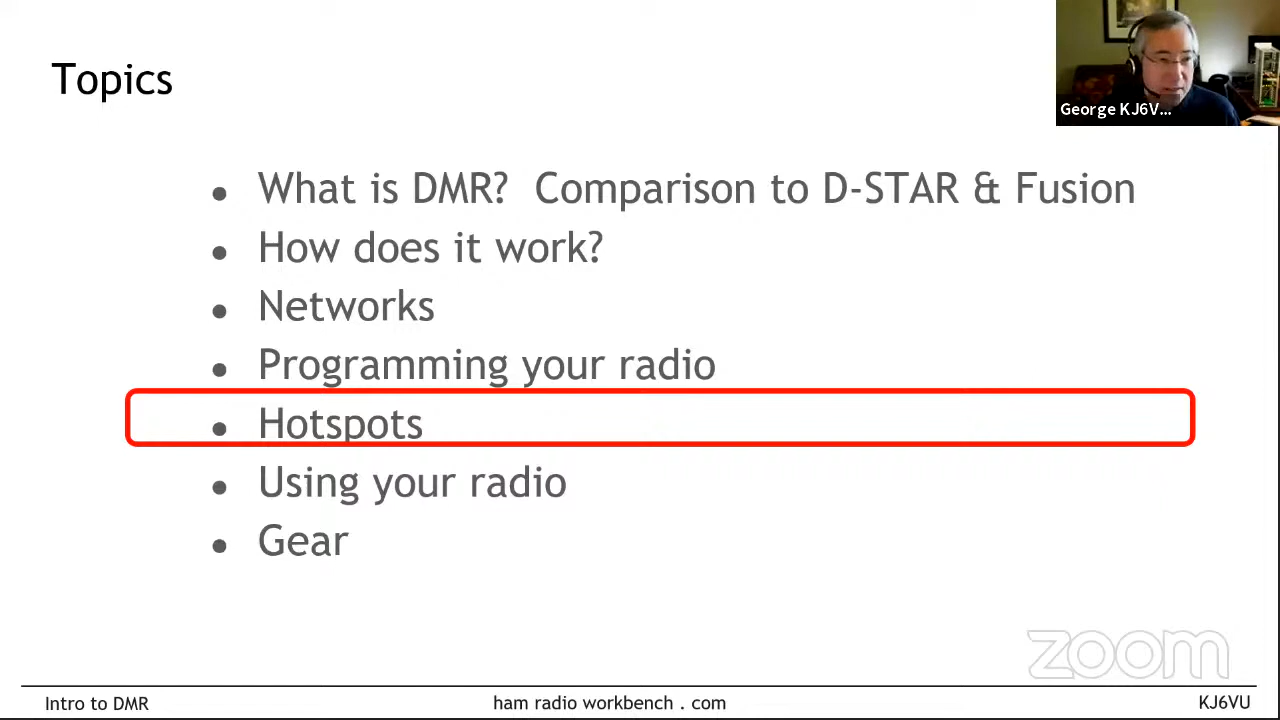 Topics
George KJ6V...
What is DMR? Comparison to D-STAR & Fusion
How does it work?
Networks
Programming your radio
Hotspots
Using your radio
Gear
zoom
Intro to DMR
ham radio workbench . com
KJ6VU